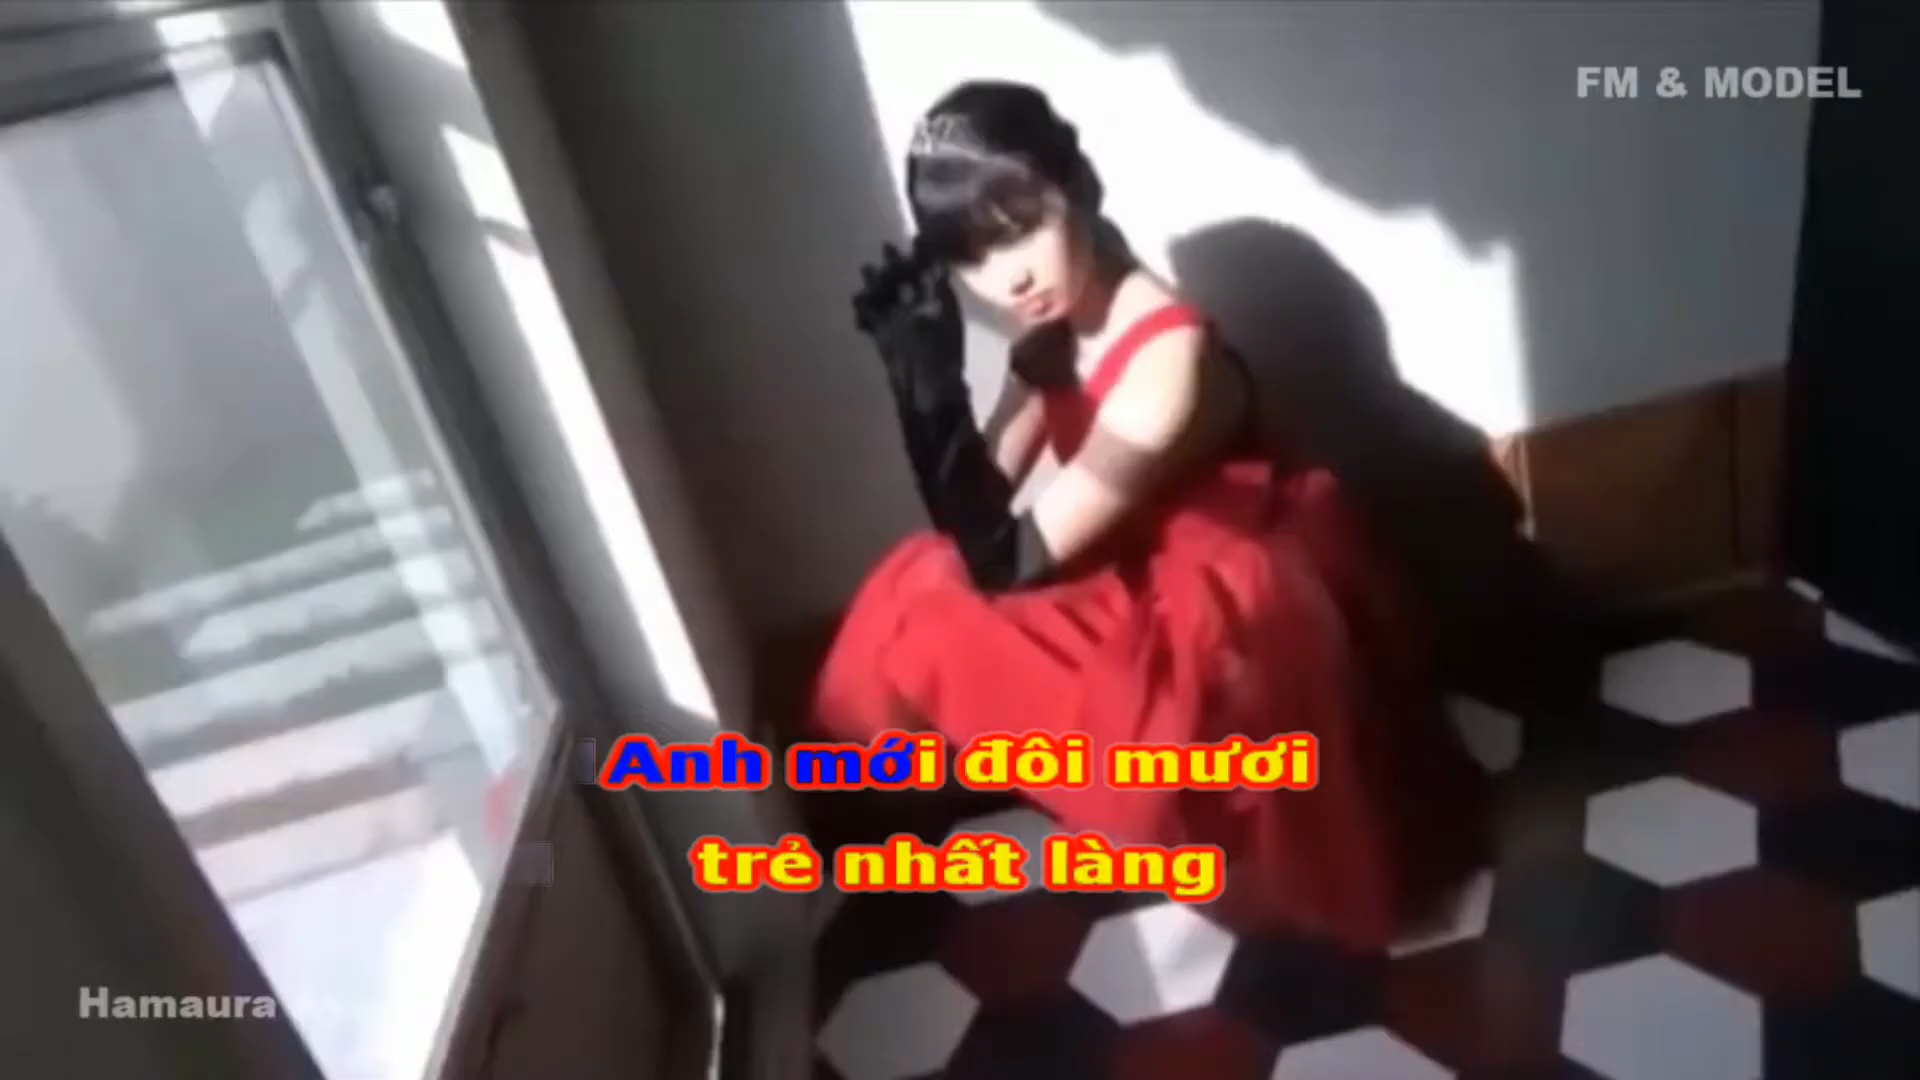 FM & MODEL
Anh mới đôi mươi
trẻ nhất làng
Hamaura